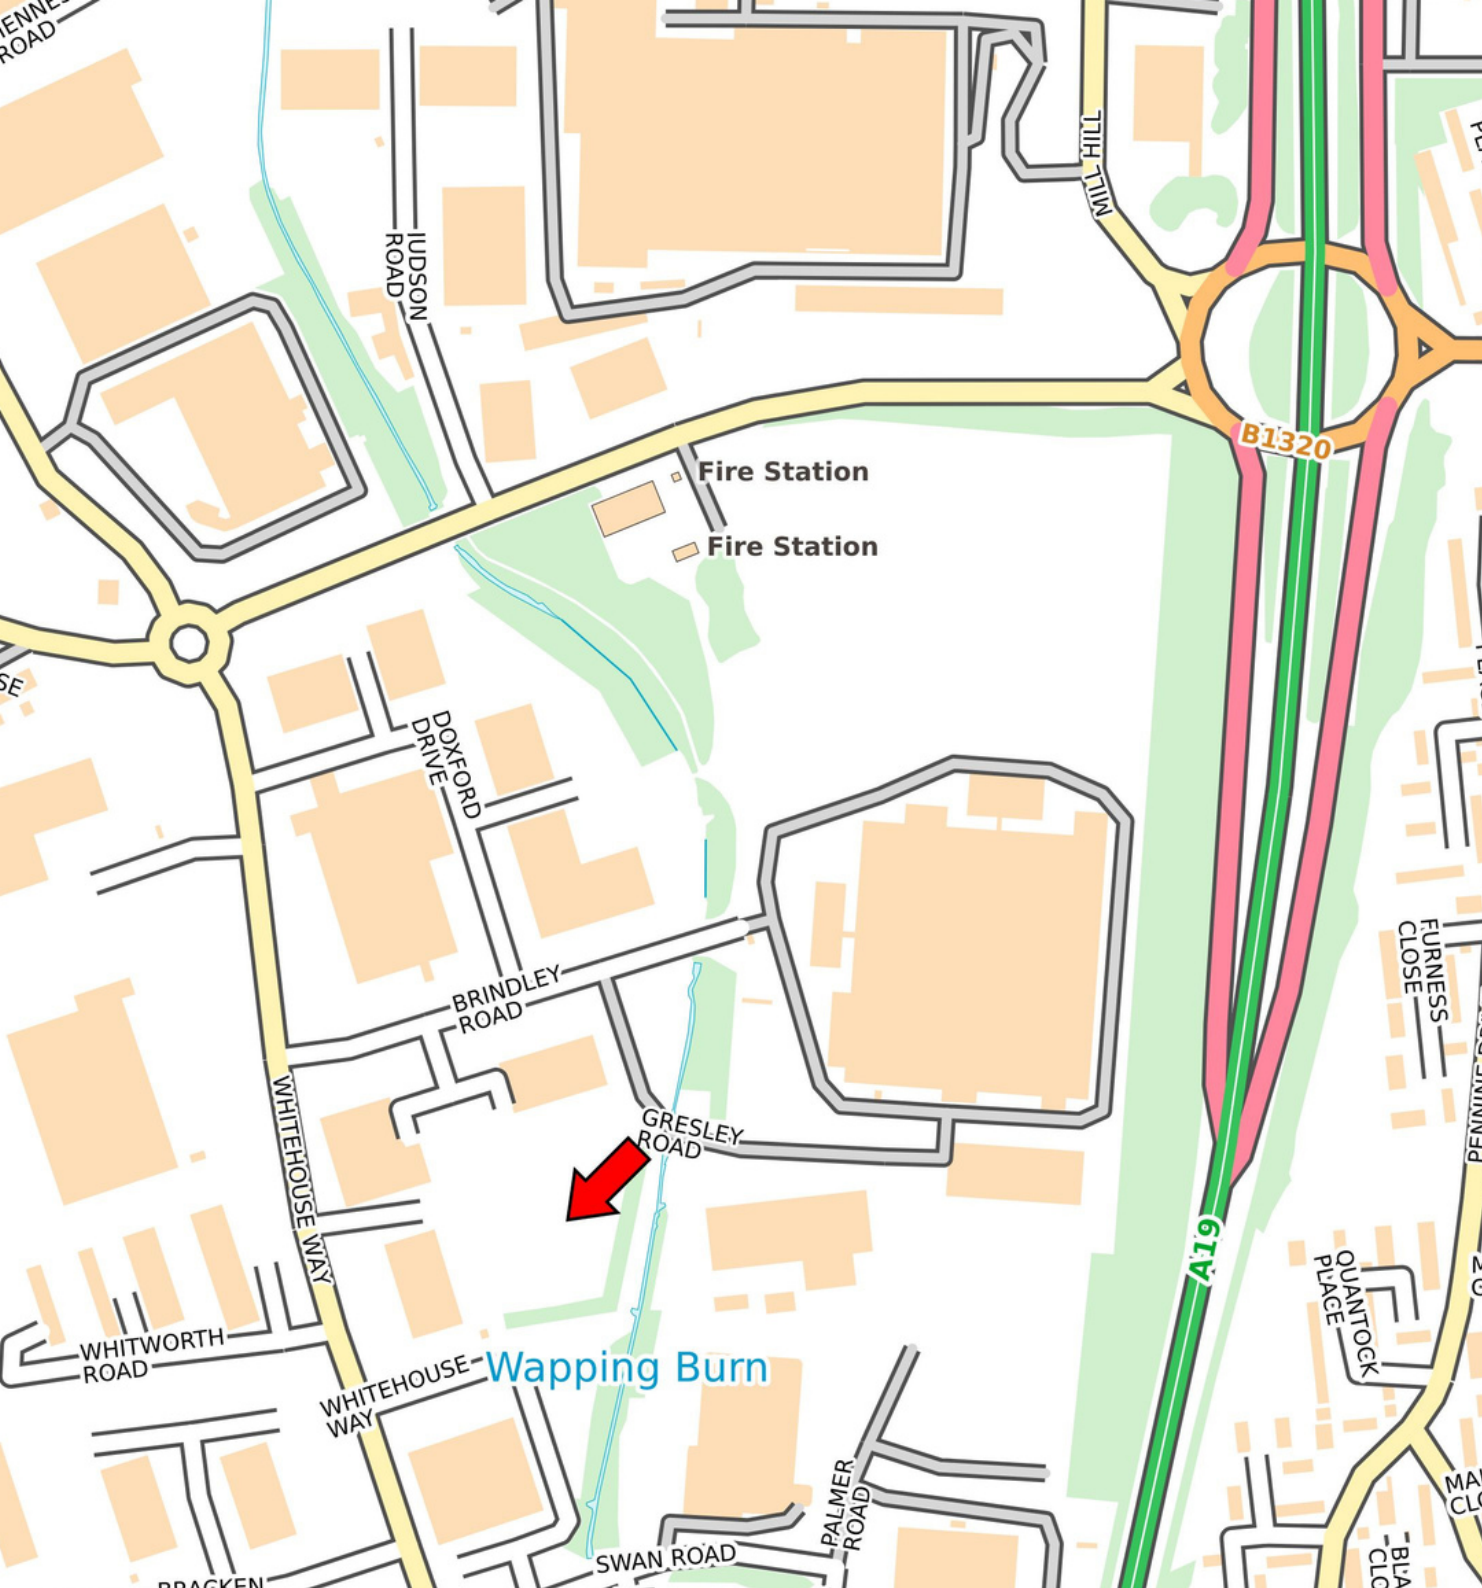 ROAD
MILL HILL
IUDSON
ROAD
B1320
Fire Station
Fire Station
DOXFORD
DRIVE
FURNESS
CLOSE
BRINDLEY
ROAD
WHITEHOUSE WAY
GRESLEY
ROAD
A19
QUANTOCK
PLACE
WHITWORTH
ROAD
WHITEHOUSE
WAY
Wapping Burn
PALMER
ROAD
SWAN ROAD
BRACKEN